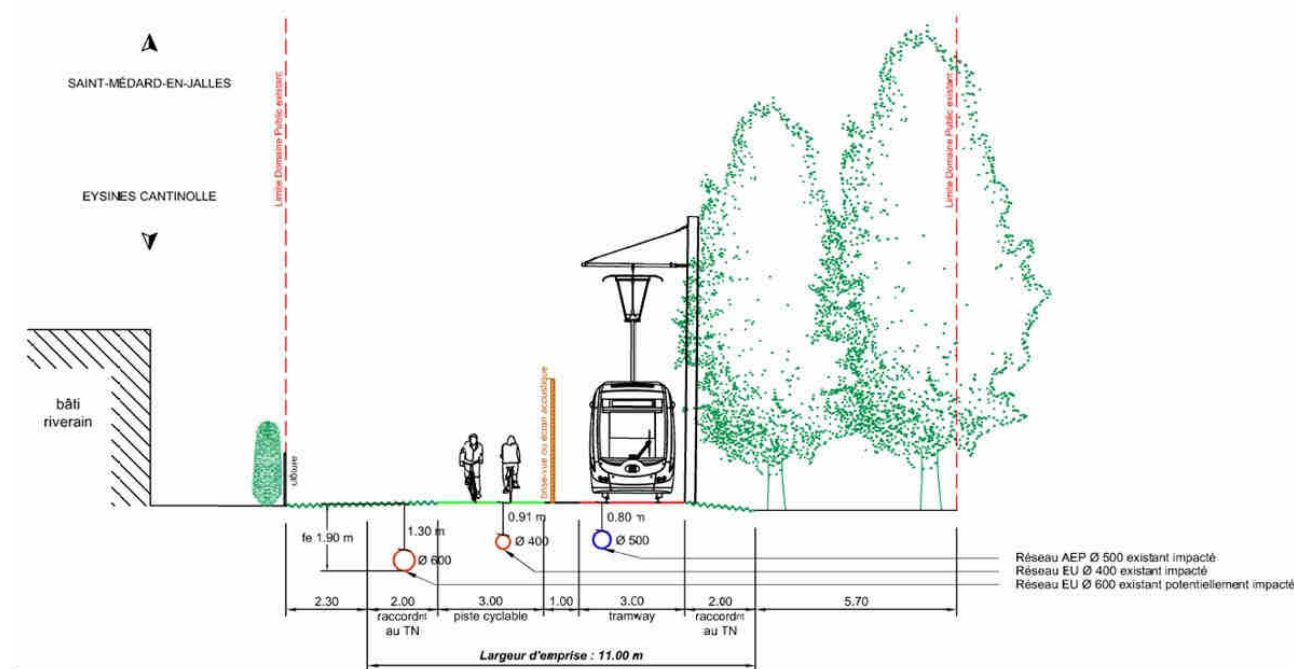 SAINT-MÉDARD-EN-JALLES
EYSINES CANTINOLLE
Limite Domaine Public existant
Limite Domaine Public existant
bâti
riverain
clôture
brise-vue ou écran acoustique
fe 1.90 m
1.30 m
Ø 600
0.91 m
Ø 400
0.80 m
Ø 500
Réseau AEP Ø 500 existant impacté
Réseau EU Ø 400 existant impacté
Réseau EU Ø 600 existant potentiellement impacté
2.30
2.00
3.00
1.00
3.00
2.00
5.70
raccordnt
au TN
piste cyclable
tramway
raccordnt
au TN
Largeur d'emprise : 11.00 m